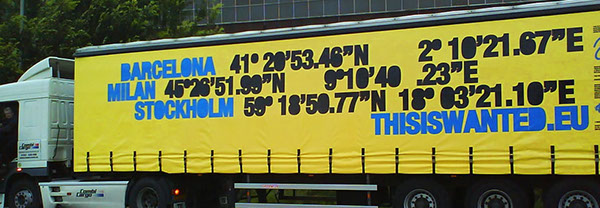 BARCELONA 41° 20'53.46"N 2° 10'21.67"E
MILAN 45°26'51.99"N 9°10'40 .23"E
STOCKHOLM 59° 18'50.77"N 18° 03'21.10"E
THISISWANTED.EU